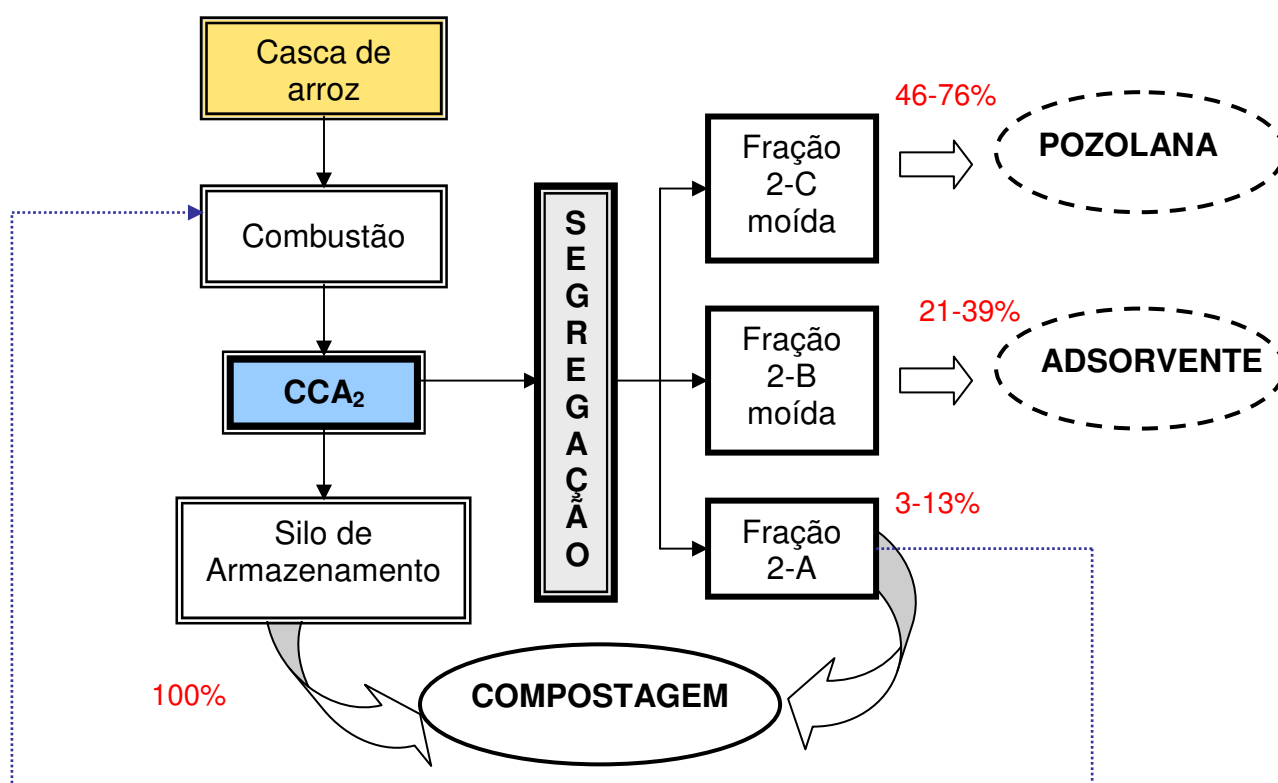 Casca de
arroz
Combustão
CCA₂
Silo de
Armazenamento
100%
S
E
G
R
E
G
A
Ç
Ã
O
Fração
2-C
moída
46-76%
POZOLANA
Fração
2-B
moída
21-39%
ADSORVENTE
Fração
2-A
3-13%
COMPOSTAGEM